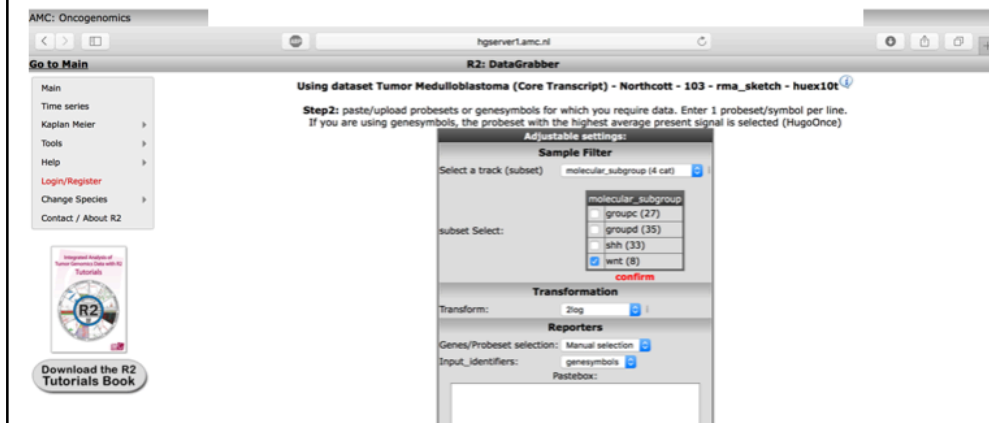 AMC: Oncogenomics
hgserver1.amc.nl
Go to Main
R2: DataGrabber
Main
Time series
Kaplan Meier
Tools
Help
Login/Register
Change Species
Contact / About R2
Integrated Analysis of
Tumor Genomics Data with R2
Tutorials
R2
Download the R2
Tutorials Book
Using dataset Tumor Medulloblastoma (Core Transcript) - Northcott - 103 - rma_sketch - huex10t
Step2: paste/upload probesets or genesymbols for which you require data. Enter 1 probeset/symbol per line.
If you are using genesymbols, the probeset with the highest average present signal is selected (HugoOnce)
Adjustable settings:
Sample Filter
Select a track (subset) molecular_subgroup (4 cat)
molecular_subgroup
groupc (27)
groupd (35)
subset Select:
shh (33)
wnt (8)
confirm
Transformation
Transform: 2log
Reporters
Genes/Probeset selection: Manual selection
Input_identifiers: genesymbols
Pastebox: